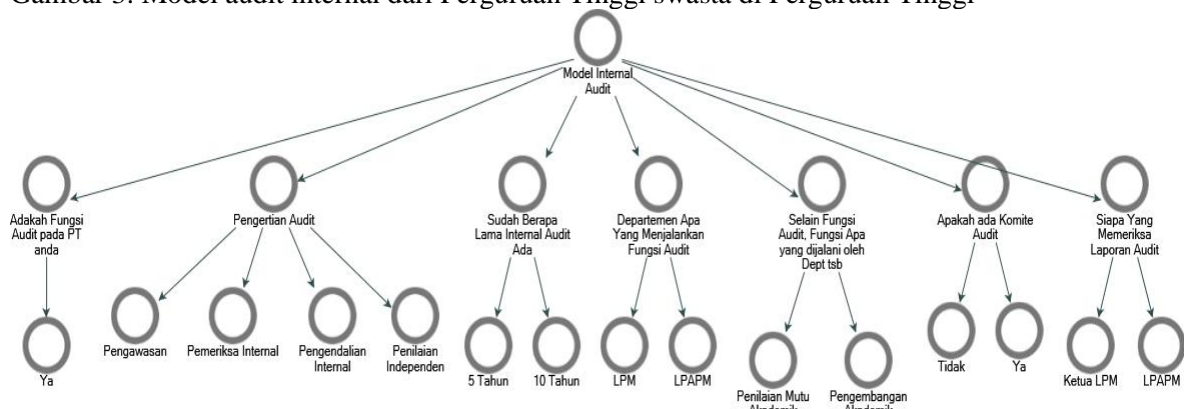 Gambar 3. Model audit internal dari Perguruan Tinggi swasta di Perguruan Tinggi
Model Internal
Audit
Adakah Fungsi
Audit pada PT
anda
Pengertian Audit
Sudah Berapa
Lama Internal Audit
Ada
Departemen Apa
Yang Menjalankan
Fungsi Audit
Selain Fungsi
Audit, Fungsi Apa
yang dijalani oleh
Dept tsb
Apakah ada Komite
Audit
Siapa Yang
Memeriksa
Laporan Audit
Ya
Pengawasan
Pemeriksa Internal
Pengendalian
Internal
Penilaian
Independen
5 Tahun
10 Tahun
LPM
LPAPM
Penilaian Mutu
Akademik
Pengembangan
Akademik
Tidak
Ya
Ketua LPM
LPAPM